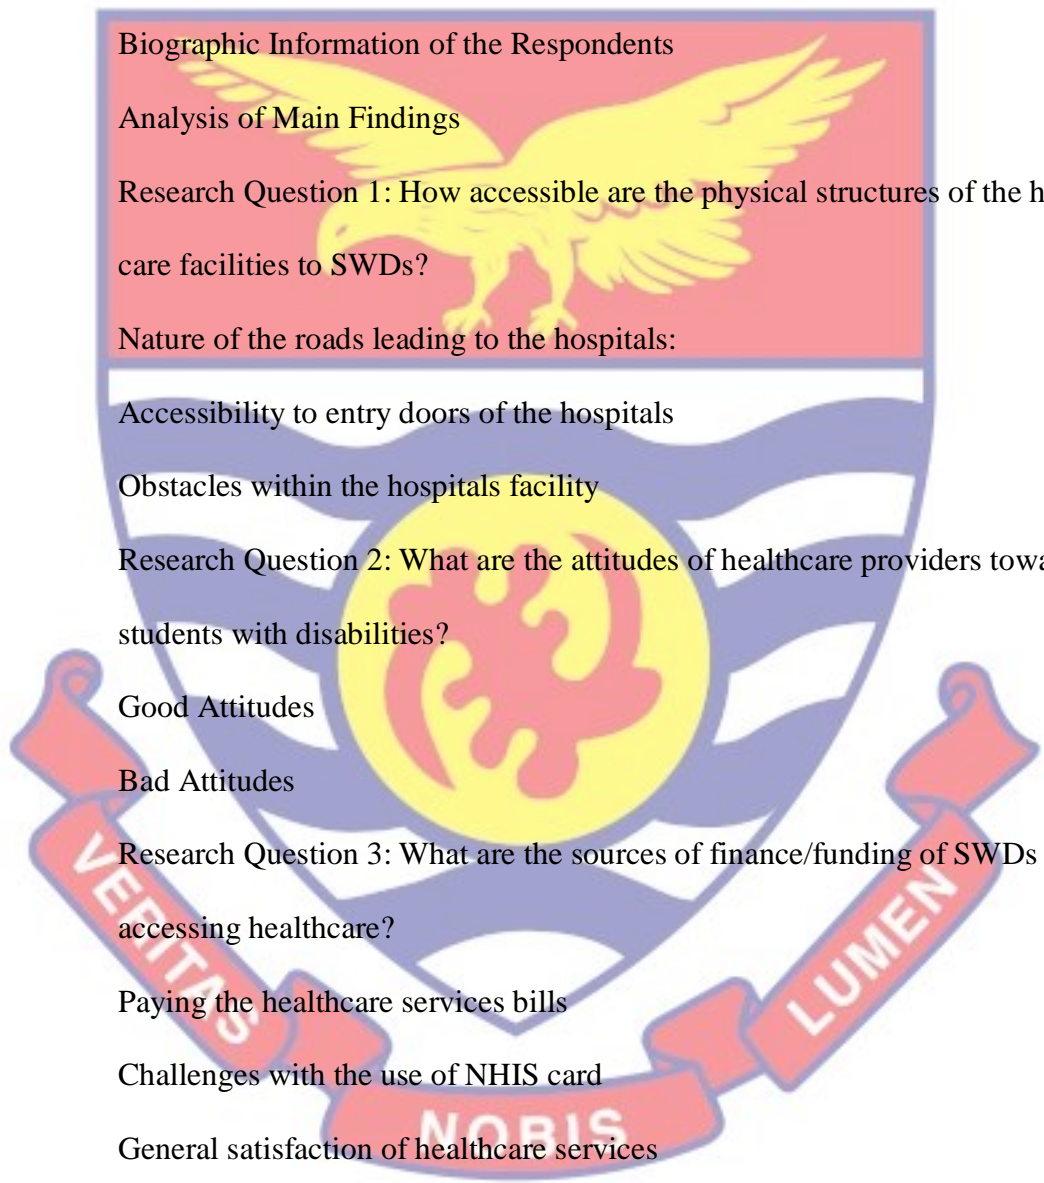 Biographic Information of the Respondents
Analysis of Main Findings
Research Question 1: How accessible are the physical structures of the h
care facilities to SWDs?
Nature of the roads leading to the hospitals:
Accessibility to entry doors of the hospitals
Obstacles within the hospitals facility
Research Question 2: What are the attitudes of healthcare providers towa
students with disabilities?
Good Attitudes
Bad Attitudes
Research Question 3: What are the sources of finance/funding of SWDs
accessing healthcare?
Paying the healthcare services bills
Challenges with the use of NHIS card
General satisfaction of healthcare services
VERITAS
NOBIS
LUMEN